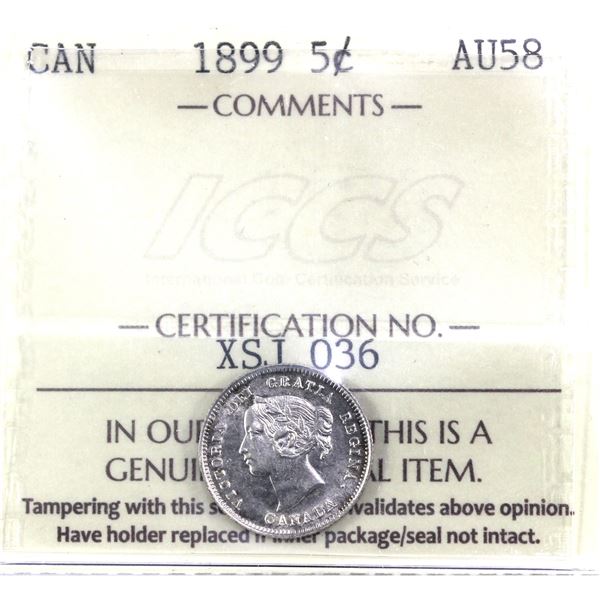 CAN 1899 5¢ AU58
— COMMENTS —
ICCS
International Coin Certification Service
— CERTIFICATION NO. —
XSJ 036
VICTORIA DEI GRATIA REGINA
CANADA
IN OU THIS IS A
GENUI AL ITEM.
Tampering with this s validates above opinion.
Have holder replaced if outer package/seal not intact.